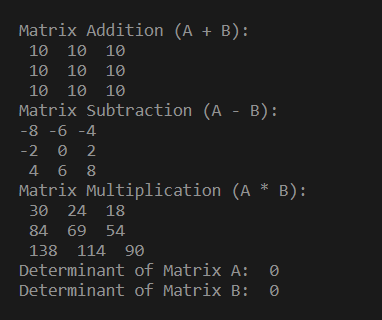 Matrix Addition (A + B):
 10  10  10
 10  10  10
 10  10  10
Matrix Subtraction (A - B):
-8 -6 -4
-2  0  2
 4  6  8
Matrix Multiplication (A * B):
 30  24  18
 84  69  54
 138  114  90
Determinant of Matrix A:  0
Determinant of Matrix B:  0